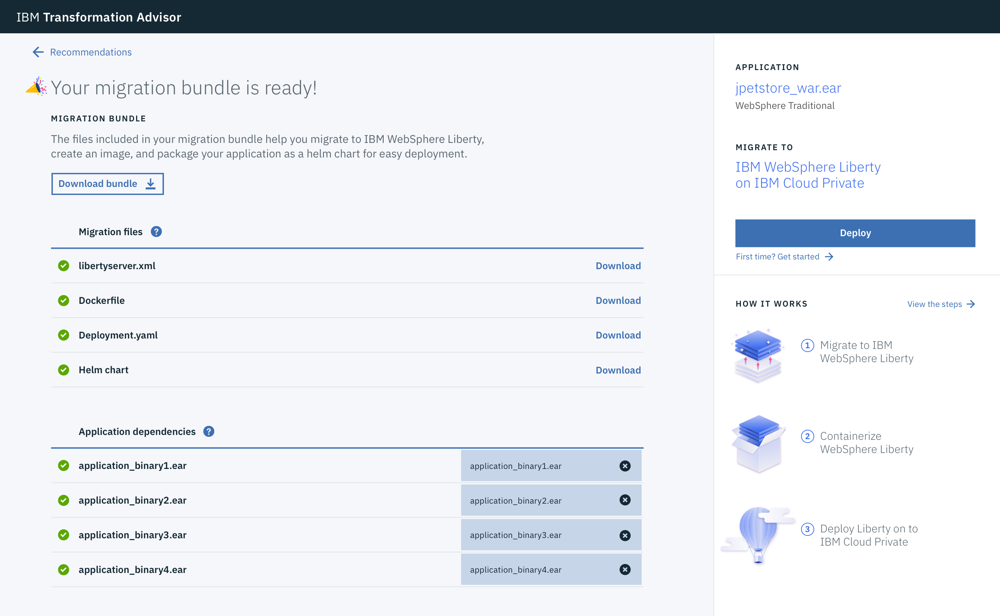 IBM Transformation Advisor
Recommendations
Your migration bundle is ready!
MIGRATION BUNDLE
The files included in your migration bundle help you migrate to IBM WebSphere Liberty,
create an image, and package your application as a helm chart for easy deployment.
Download bundle
Migration files ?
libertyserver.xml Download
Dockerfile Download
Deployment.yaml Download
Helm chart Download
Application dependencies ?
application_binary1.ear application_binary1.ear
application_binary2.ear application_binary2.ear
application_binary3.ear application_binary3.ear
application_binary4.ear application_binary4.ear
APPLICATION
jpetstore_war.ear
WebSphere Traditional
MIGRATE TO
IBM WebSphere Liberty
on IBM Cloud Private
Deploy
First time? Get started
HOW IT WORKS View the steps
1 Migrate to IBM
WebSphere Liberty
2 Containerize
WebSphere Liberty
3 Deploy Liberty on to
IBM Cloud Private